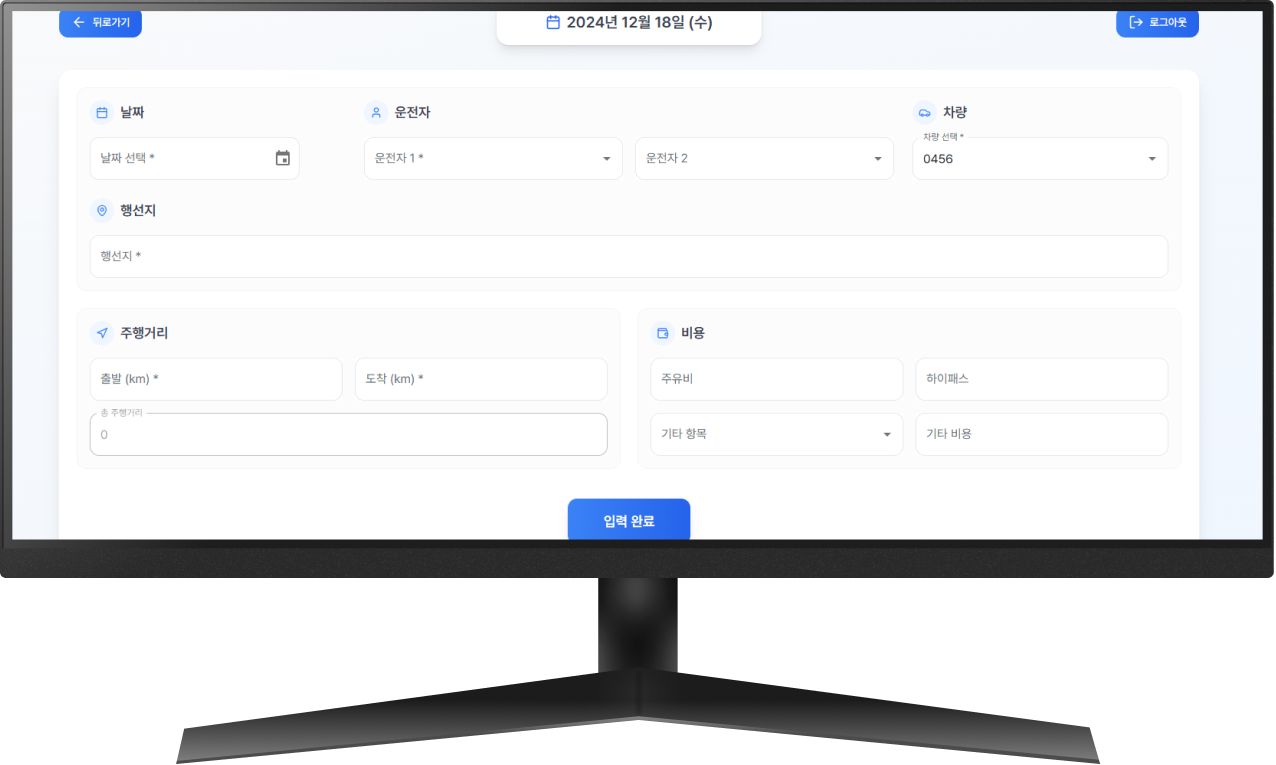 뒤로가기
2024년 12월 18일 (수)
로그아웃
날짜
운전자
차량
날짜 선택 *
운전자 1 *
운전자 2
차량 선택 *
0456
행선지
행선지 *
주행거리
비용
출발 (km) *
도착 (km) *
주유비
하이패스
총 주행거리
0
기타 항목
기타 비용
입력 완료